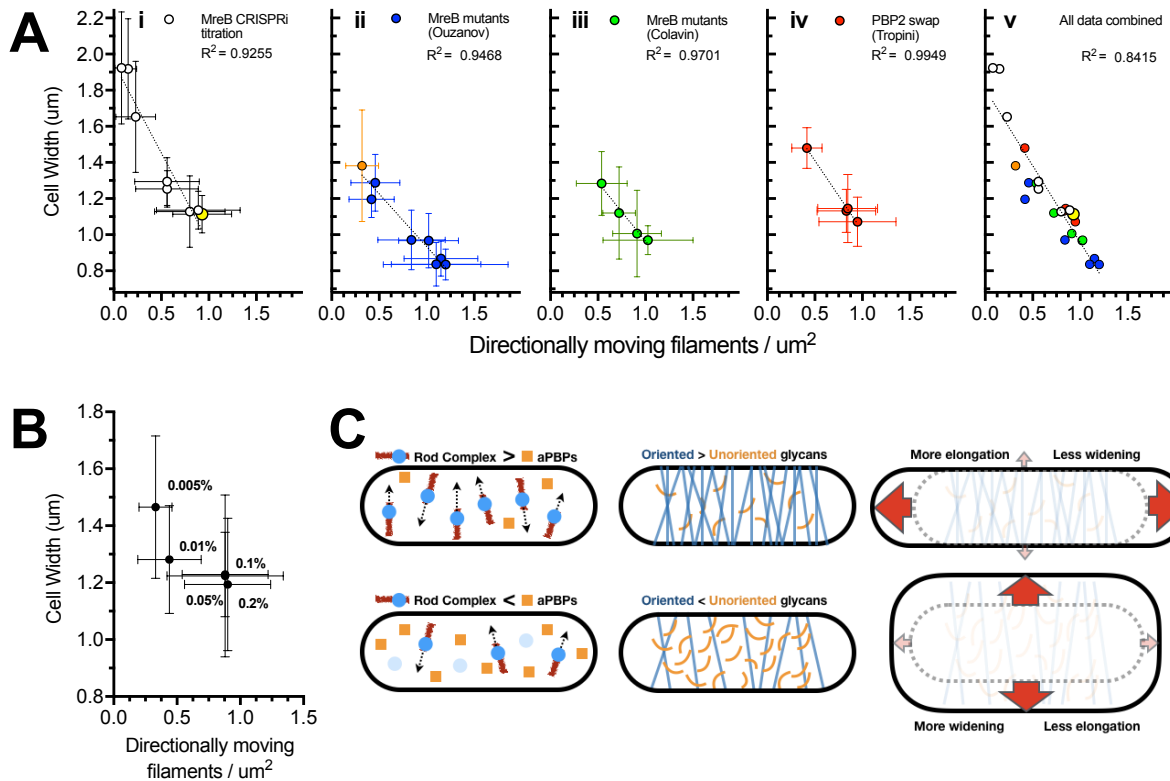 A
i
MreB CRISPRi
titration
R² = 0.9255
ii
MreB mutants
(Ouzanov)
R² = 0.9468
iii
MreB mutants
(Colavin)
R² = 0.9701
iv
PBP2 swap
(Tropini)
R² = 0.9949
v
All data combined
R² = 0.8415
Cell Width (um)
2.2
2.0
1.8
1.6
1.4
1.2
1.0
0.8
0.0 0.5 1.0 1.5
0.0 0.5 1.0 1.5
0.0 0.5 1.0 1.5
0.0 0.5 1.0 1.5
0.0 0.5 1.0 1.5
Directionally moving filaments / um²
B
Cell Width (um)
1.8
1.6
1.4
1.2
1.0
0.8
0.005%
0.01%
0.1%
0.05%
0.2%
0.0 0.5 1.0 1.5
Directionally moving
filaments / um²
C
Rod Complex > aPBPs
Oriented > Unoriented glycans
More elongation Less widening
Rod Complex < aPBPs
Oriented < Unoriented glycans
More widening Less elongation